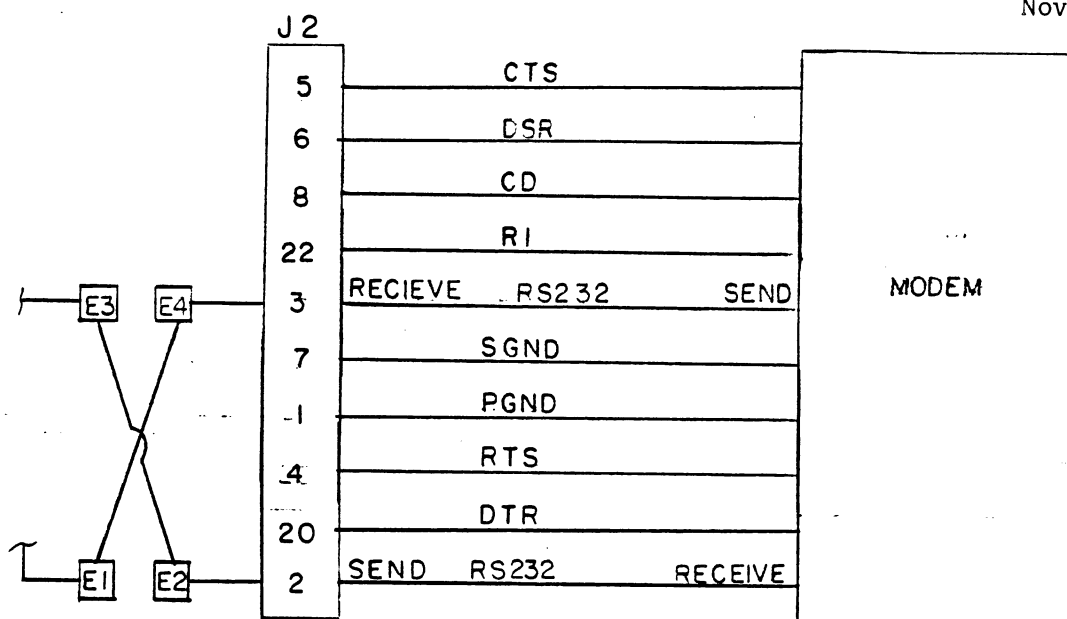 Nov
J2
5 CTS
6 DSR
8 CD
22 RI
MODEM
E3 E4 3 RECIEVE RS232 SEND
7 SGND
1 PGND
4 RTS
20 DTR
E1 E2 2 SEND RS232 RECEIVE